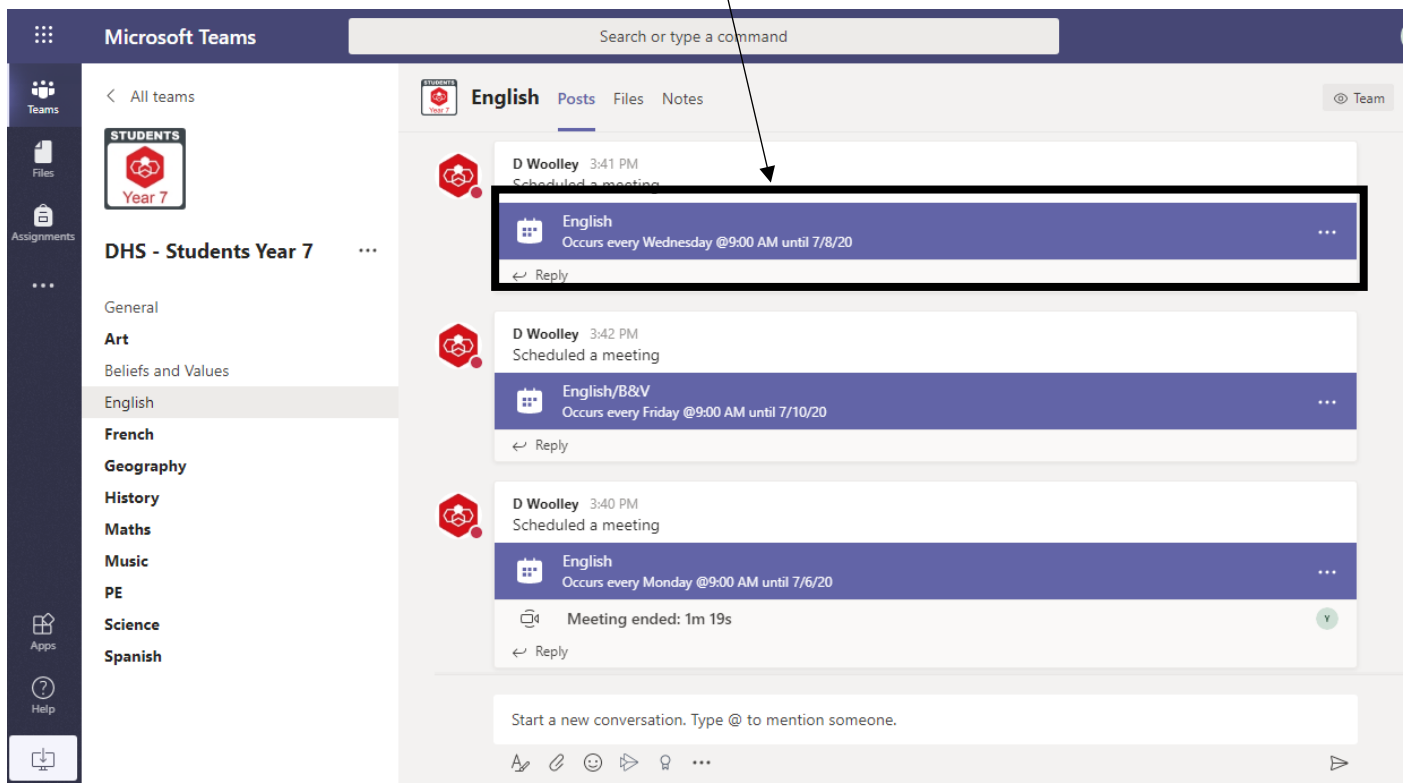 Microsoft Teams
Search or type a command
Teams
Files
Assignments
Apps
Help
All teams
STUDENTS
Year 7
DHS - Students Year 7
General
Art
Beliefs and Values
English
French
Geography
History
Maths
Music
PE
Science
Spanish
STUDENTS
Year 7
English Posts Files Notes
Team
D Woolley 3:41 PM
Scheduled a meeting
English
Occurs every Wednesday @9:00 AM until 7/8/20
Reply
D Woolley 3:42 PM
Scheduled a meeting
English/B&V
Occurs every Friday @9:00 AM until 7/10/20
Reply
D Woolley 3:40 PM
Scheduled a meeting
English
Occurs every Monday @9:00 AM until 7/6/20
Meeting ended: 1m 19s
Y
Reply
Start a new conversation. Type @ to mention someone.